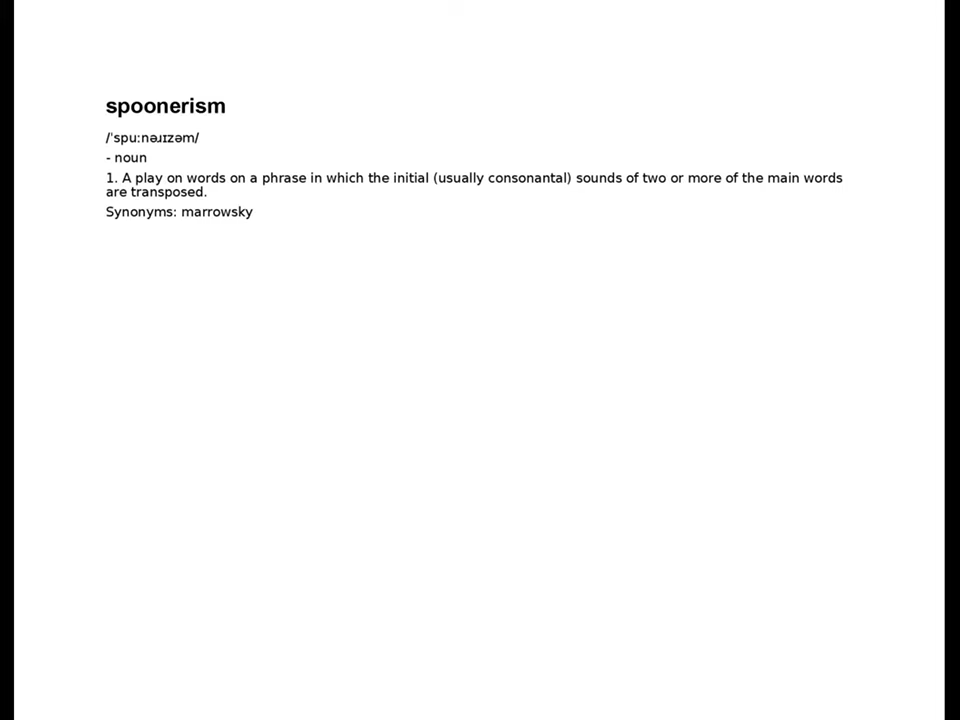 spoonerism
/ˈspuːnəɹɪzəm/
- noun
1. A play on words on a phrase in which the initial (usually consonantal) sounds of two or more of the main words
are transposed.
Synonyms: marrowsky